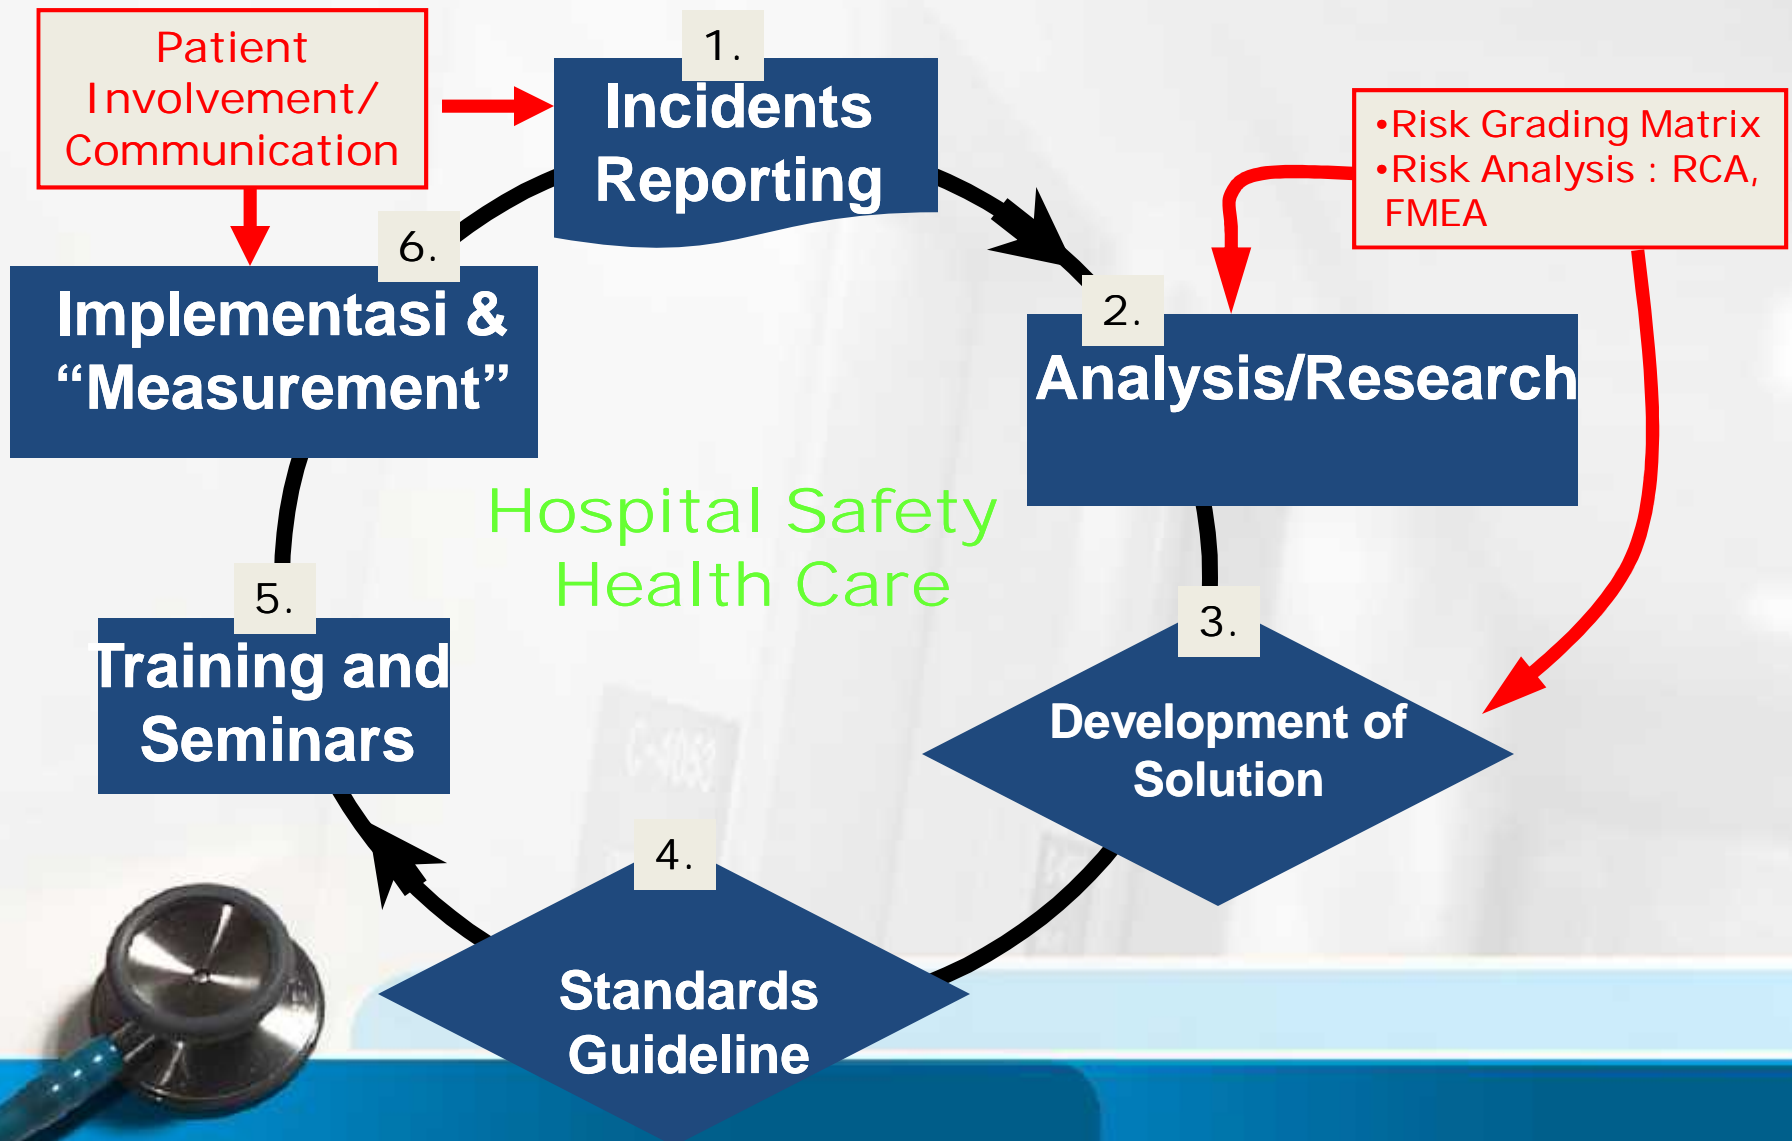 Patient
Involvement/
Communication
1.
Incidents
Reporting
•Risk Grading Matrix
•Risk Analysis : RCA,
FMEA
6.
Implementasi &
“Measurement”
2.
Analysis/Research
Hospital Safety
Health Care
5.
Training and
Seminars
3.
Development of
Solution
4.
Standards
Guideline
C-4053